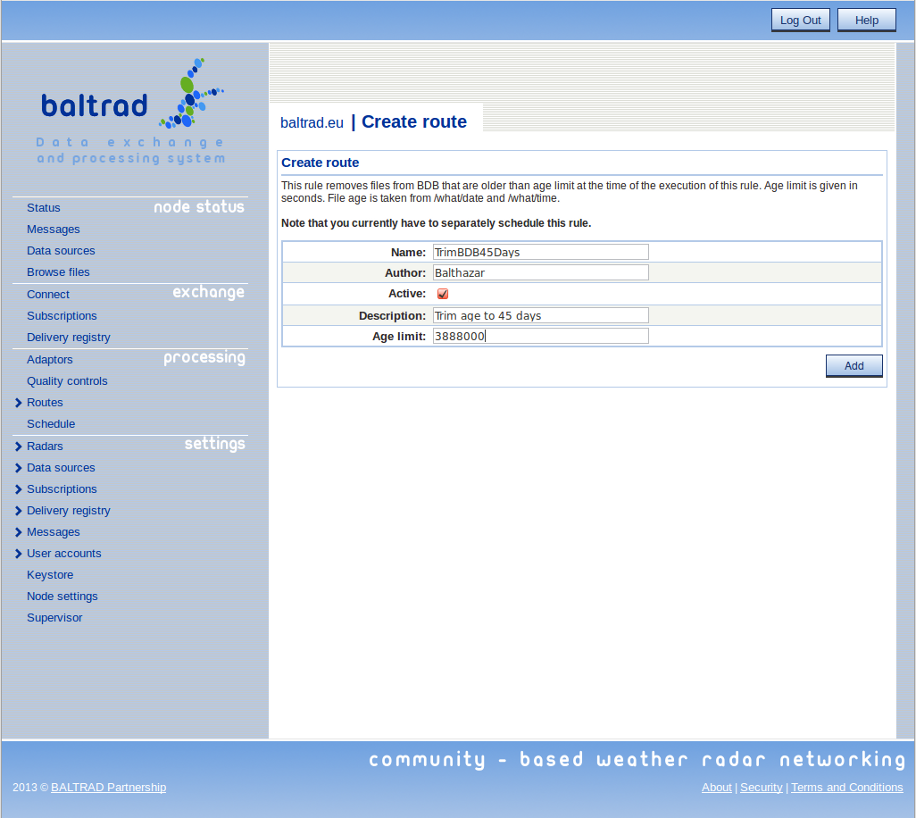 Log Out Help
baltrad
Data exchange
and processing system
baltrad.eu | Create route
node status
Status
Messages
Data sources
Browse files
exchange
Connect
Subscriptions
Delivery registry
processing
Adaptors
Quality controls
Routes
Schedule
settings
Radars
Data sources
Subscriptions
Delivery registry
Messages
User accounts
Keystore
Node settings
Supervisor
Create route
This rule removes files from BDB that are older than age limit at the time of the execution of this rule. Age limit is given in
seconds. File age is taken from /what/date and /what/time.
Note that you currently have to separately schedule this rule.
Name: TrimBDB45Days
Author: Balthazar
Active:
Description: Trim age to 45 days
Age limit: 3888000
Add
community - based weather radar networking
2013 © BALTRAD Partnership
About | Security | Terms and Conditions